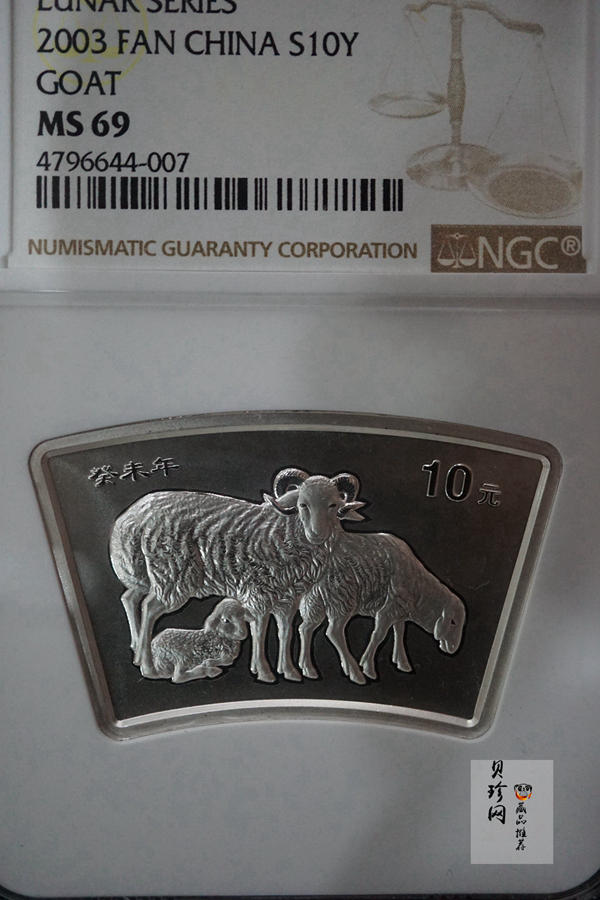 LUNAR SERIES
2003 FAN CHINA S10Y
GOAT
MS 69
4796644-007
NUMISMATIC GUARANTY CORPORATION
NGC®
癸未年
10元
贝珍网
藏品推荐